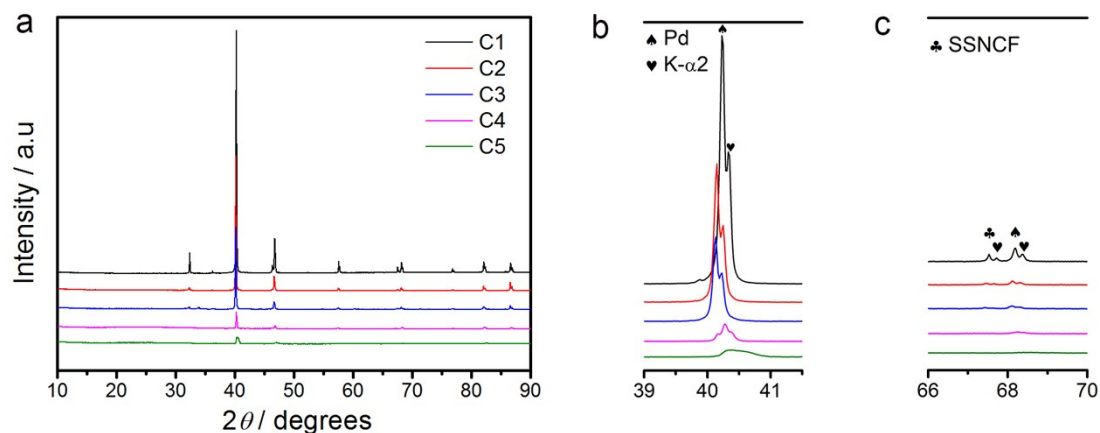 a
Intensity / a.u
C1
C2
C3
C4
C5
10 20 30 40 50 60 70 80 90
2θ / degrees
b
♠ Pd
♥ K-α2
♠
♥
39 40 41
c
♣ SSNCF
♣ ♠
♥ ♥
66 68 70